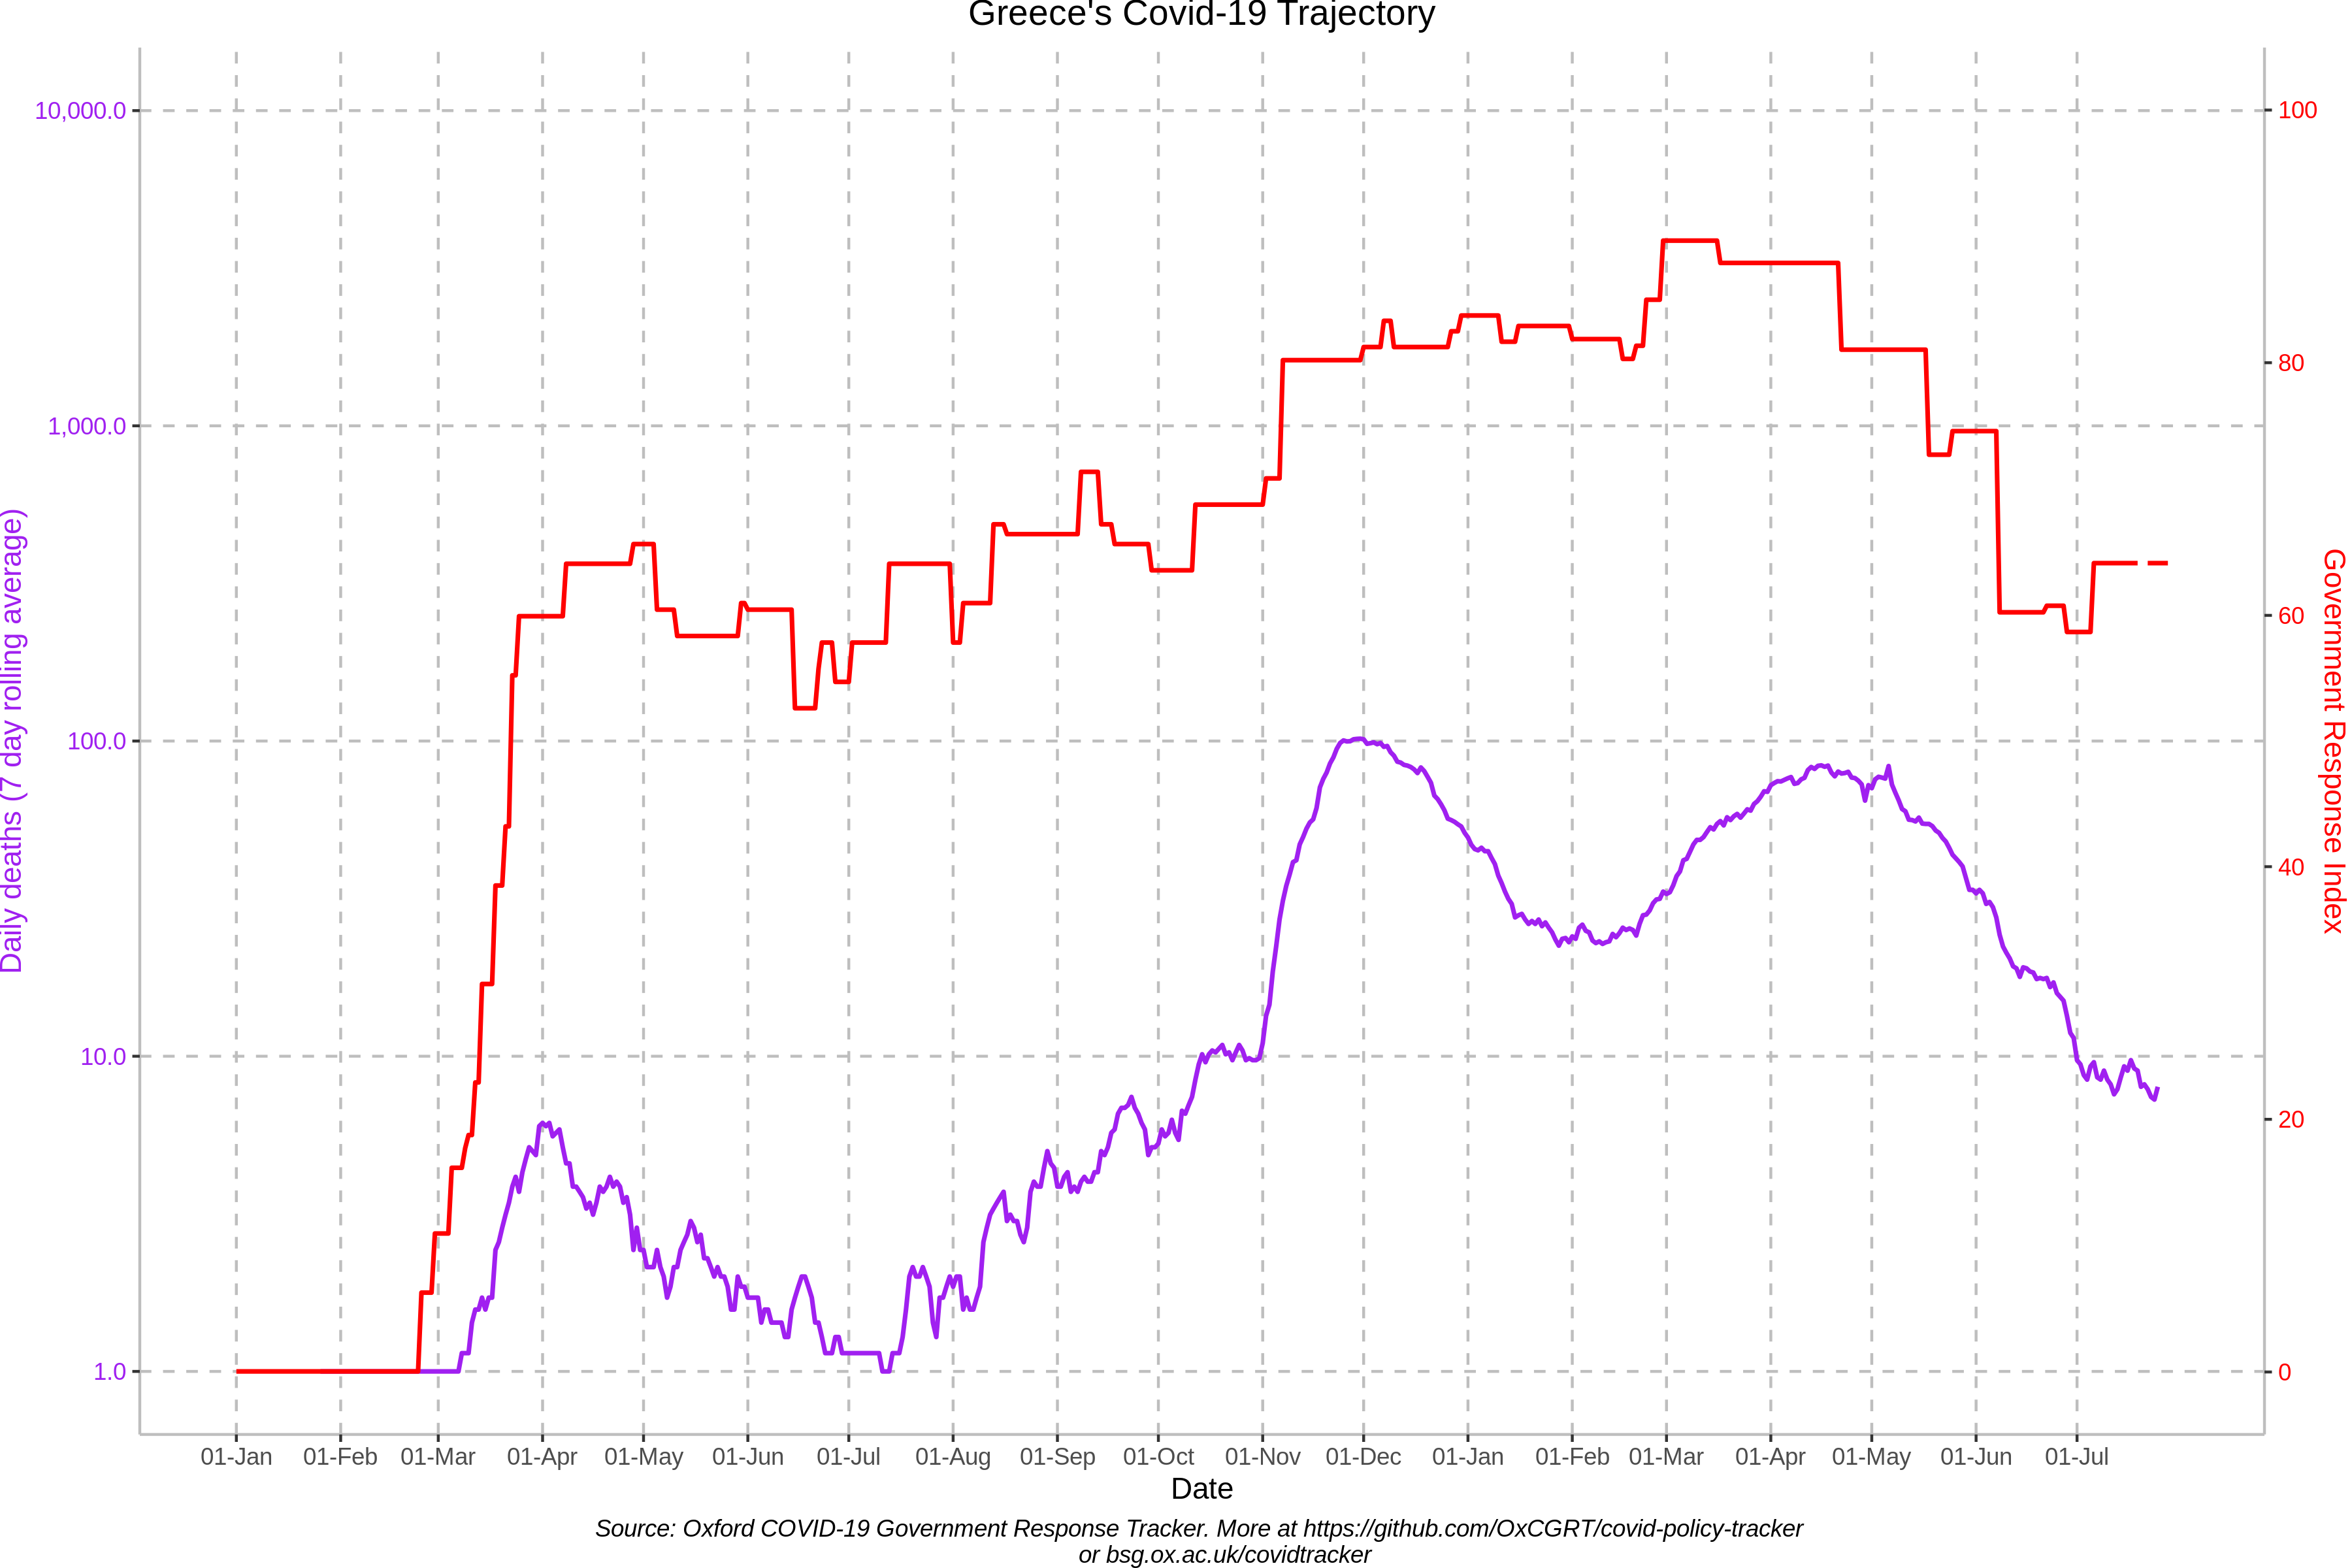 Greece's Covid-19 Trajectory
10,000.0
1,000.0
100.0
10.0
1.0
Daily deaths (7 day rolling average)
100
80
60
40
20
0
Government Response Index
01-Jan 01-Feb 01-Mar 01-Apr 01-May 01-Jun 01-Jul 01-Aug 01-Sep 01-Oct 01-Nov 01-Dec 01-Jan 01-Feb 01-Mar 01-Apr 01-May 01-Jun 01-Jul
Date
Source: Oxford COVID-19 Government Response Tracker. More at https://github.com/OxCGRT/covid-policy-tracker
or bsg.ox.ac.uk/covidtracker